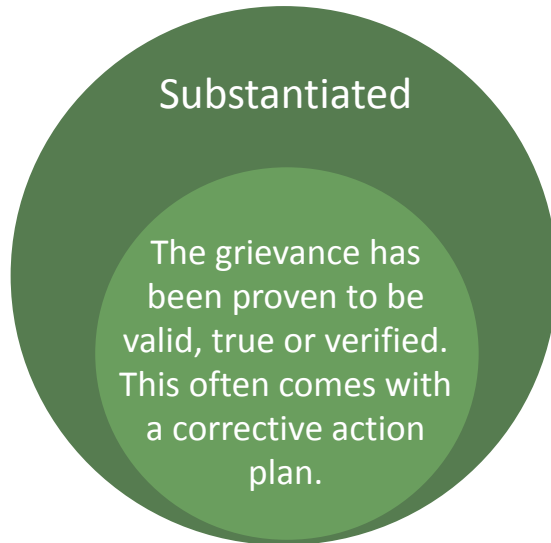 Substantiated
The grievance has
been proven to be
valid, true or verified.
This often comes with
a corrective action
plan.